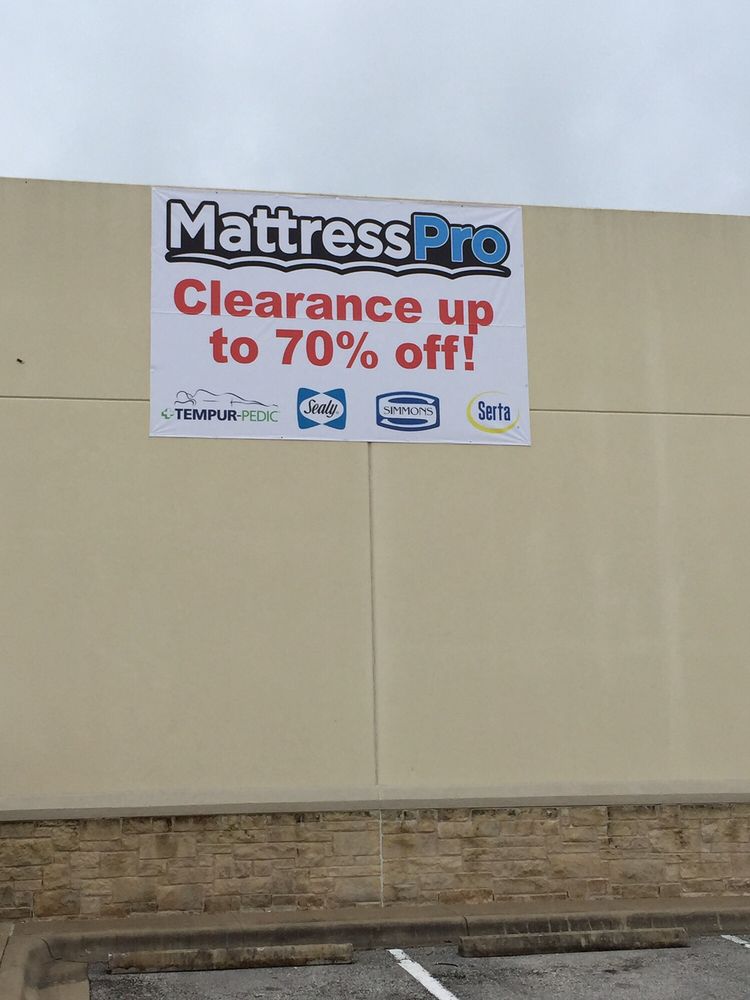 MattressPro
Clearance up
to 70% off!
TEMPUR-PEDIC Sealy SIMMONS Serta